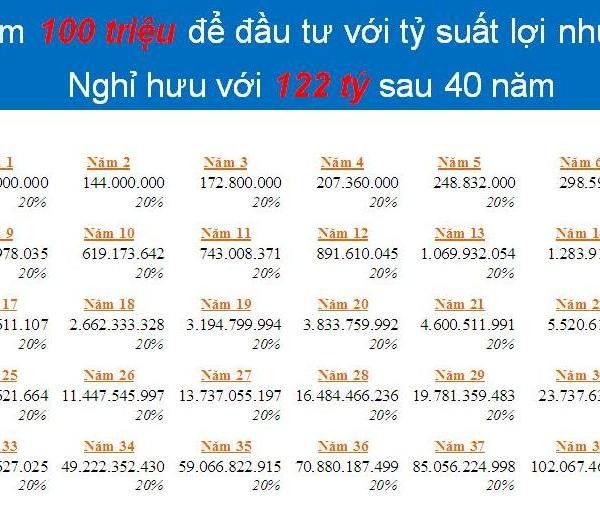 m 100 triệu để đầu tư với tỷ suất lợi nhu
Nghỉ hưu với 122 tỷ sau 40 năm
1 Năm 2 Năm 3 Năm 4 Năm 5 Năm 6
000.000 144.000.000 172.800.000 207.360.000 248.832.000 298.59
20% 20% 20% 20% 20%
9 Năm 10 Năm 11 Năm 12 Năm 13 Năm 14
978.035 619.173.642 743.008.371 891.610.045 1.069.932.054 1.283.91
20% 20% 20% 20% 20%
17 Năm 18 Năm 19 Năm 20 Năm 21 Năm 2
611.107 2.662.333.328 3.194.799.994 3.833.759.992 4.600.511.991 5.520.61
20% 20% 20% 20% 20%
25 Năm 26 Năm 27 Năm 28 Năm 29 Năm 3
621.664 11.447.545.997 13.737.055.197 16.484.466.236 19.781.359.483 23.737.63
20% 20% 20% 20% 20%
33 Năm 34 Năm 35 Năm 36 Năm 37 Năm 3
627.025 49.222.352.430 59.066.822.915 70.880.187.499 85.056.224.998 102.067.46
20% 20% 20% 20% 20%